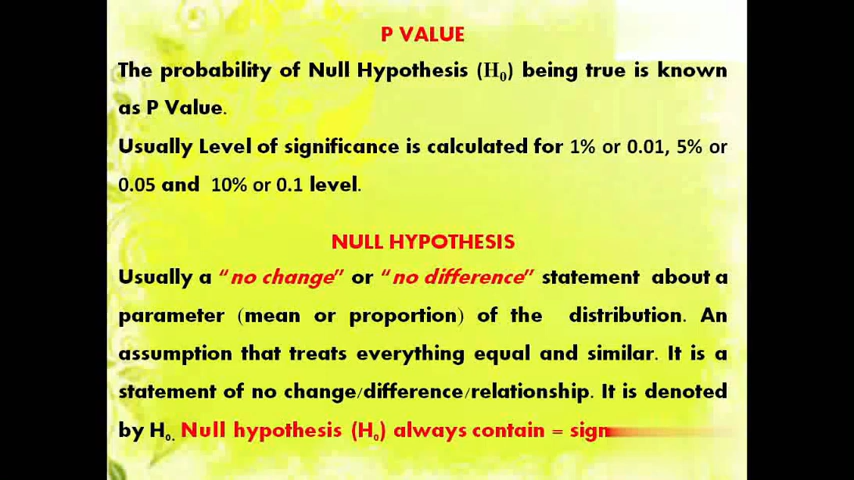 P VALUE
The probability of Null Hypothesis (H₀) being true is known
as P Value.
Usually Level of significance is calculated for 1% or 0.01, 5% or
0.05 and 10% or 0.1 level.
NULL HYPOTHESIS
Usually a “no change” or “no difference” statement about a
parameter (mean or proportion) of the distribution. An
assumption that treats everything equal and similar. It is a
statement of no change/difference/relationship. It is denoted
by H₀. Null hypothesis (H₀) always contain = sign